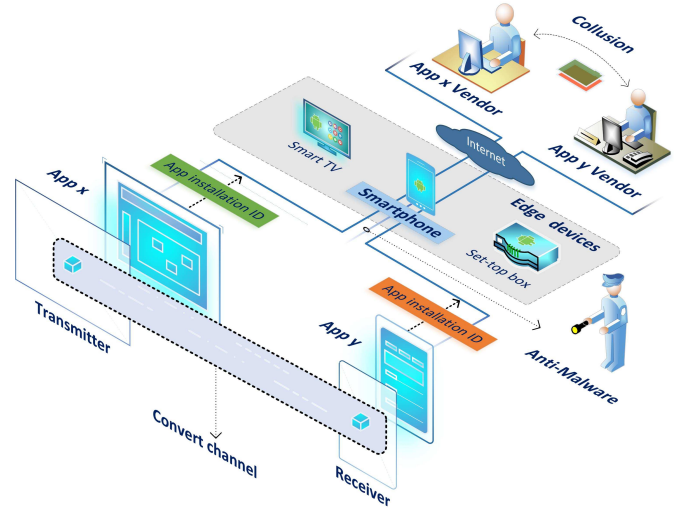 Collusion
App x Vendor
App y Vendor
Internet
Smart TV
Smartphone
Edge devices
Set-top box
App x
App installation ID
App installation ID
App y
Anti-Malware
Transmitter
Convert channel
Receiver